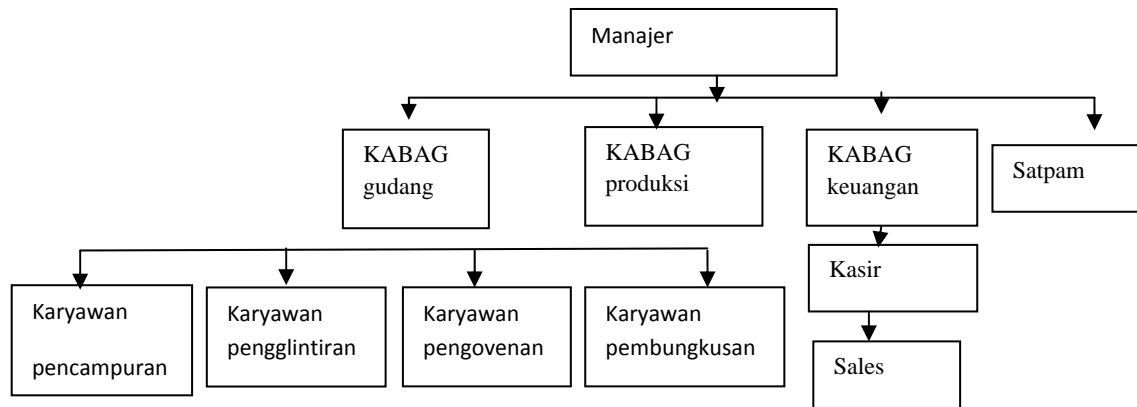 Manajer
KABAG
gudang
KABAG
produksi
KABAG
keuangan
Satpam
Kasir
Karyawan
pencampuran
Karyawan
pengglintiran
Karyawan
pengovenan
Karyawan
pembungkusan
Sales